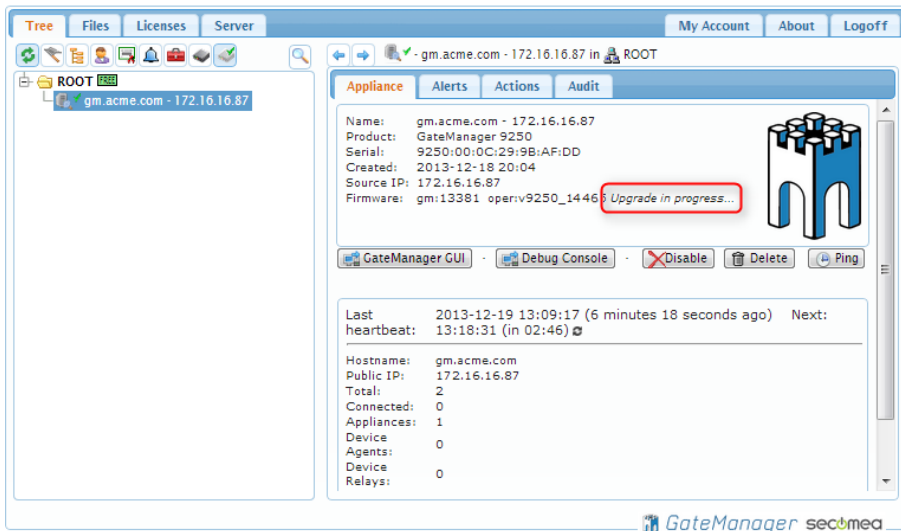 Tree Files Licenses Server My Account About Logoff
- gm.acme.com - 172.16.16.87 in ROOT
ROOT FREE
gm.acme.com - 172.16.16.87
Appliance Alerts Actions Audit
Name: gm.acme.com - 172.16.16.87
Product: GateManager 9250
Serial: 9250:00:0C:29:9B:AF:DD
Created: 2013-12-18 20:04
Source IP: 172.16.16.87
Firmware: gm:13381 oper:v9250_14465 Upgrade in progress...
GateManager GUI - Debug Console - Disable Delete Ping
Last heartbeat: 2013-12-19 13:09:17 (6 minutes 18 seconds ago) Next: 13:18:31 (in 02:46)
Hostname: gm.acme.com
Public IP: 172.16.16.87
Total: 2
Connected: 0
Appliances: 1
Device Agents: 0
Device Relays: 0
GateManager secomea